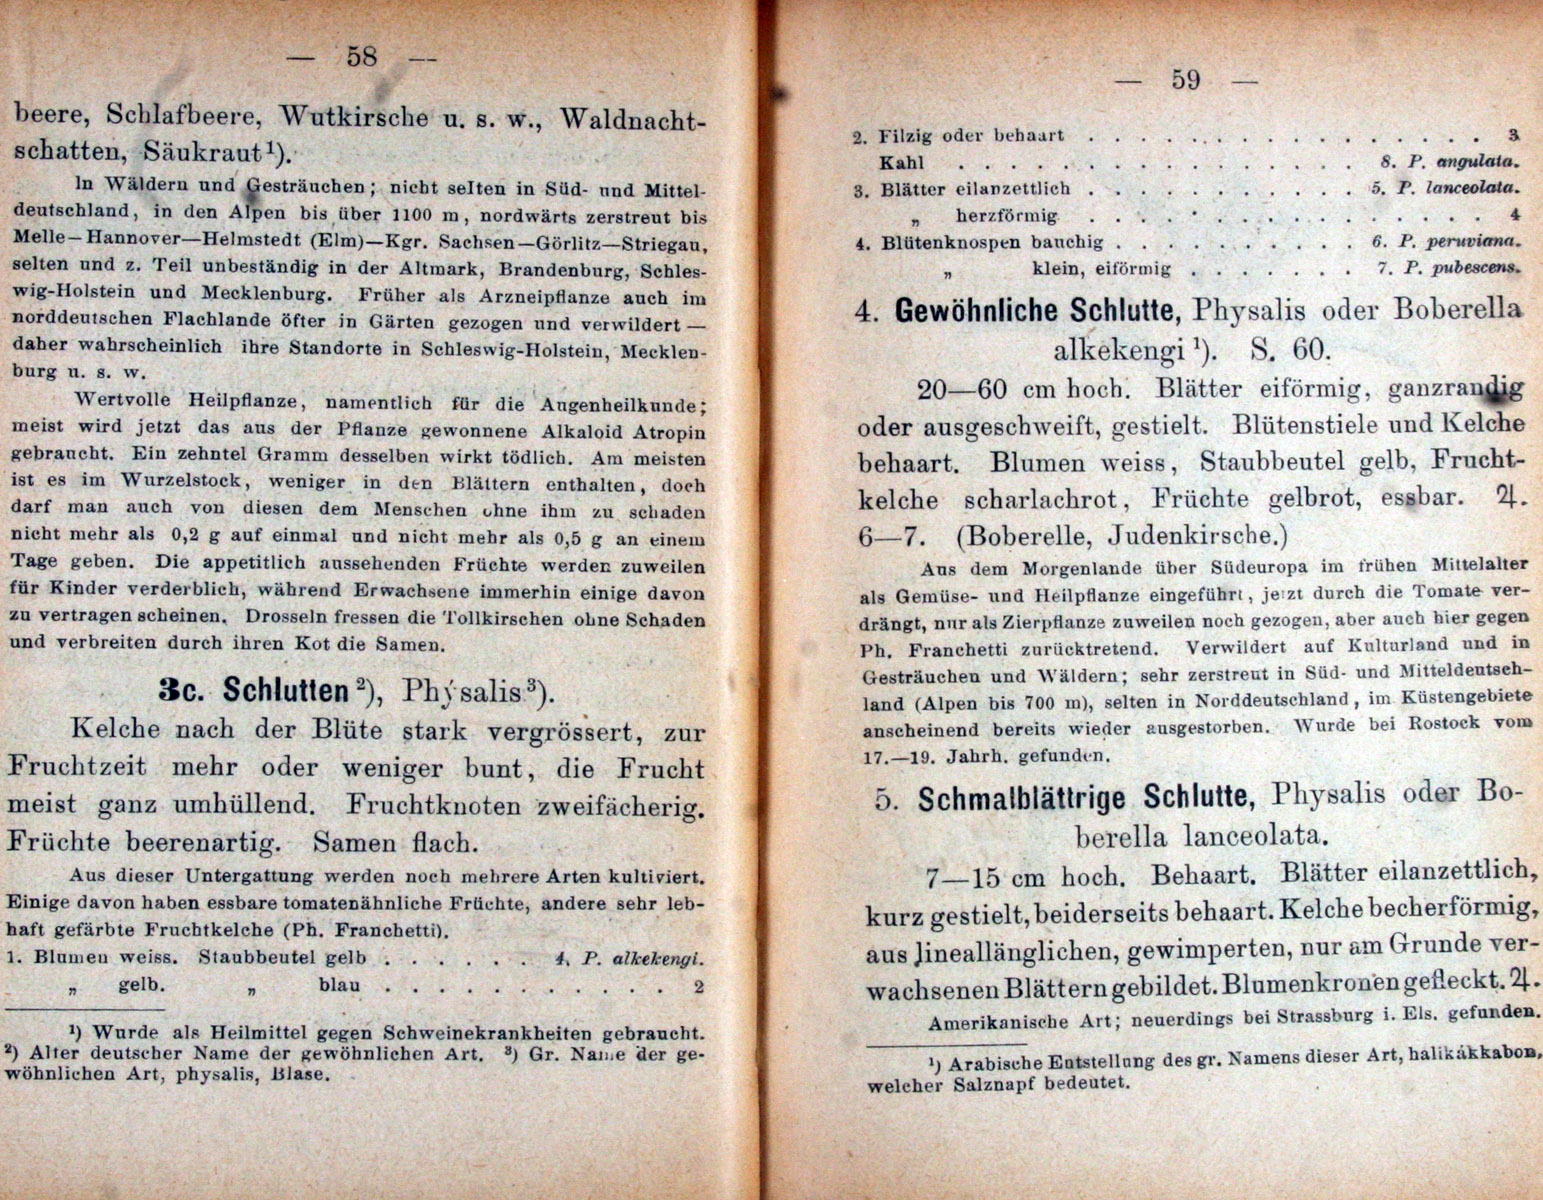 — 58 —
beere, Schlafbeere, Wutkirsche u. s. w., Waldnacht-
schatten, Säukraut¹).
In Wäldern und Gesträuchen; nicht selten in Süd- und Mittel-
deutschland, in den Alpen bis über 1100 m, nordwärts zerstreut bis
Melle—Hannover—Helmstedt (Elm)—Kgr. Sachsen—Görlitz—Striegau,
selten und z. Teil unbeständig in der Altmark, Brandenburg, Schles-
wig-Holstein und Mecklenburg. Früher als Arzneipflanze auch im
norddeutschen Flachlande öfter in Gärten gezogen und verwildert —
daher wahrscheinlich ihre Standorte in Schleswig-Holstein, Mecklen-
burg u. s. w.
Wertvolle Heilpflanze, namentlich für die Augenheilkunde;
meist wird jetzt das aus der Pflanze gewonnene Alkaloid Atropin
gebraucht. Ein zehntel Gramm desselben wirkt tödlich. Am meisten
ist es im Wurzelstock, weniger in den Blättern enthalten, doch
darf man auch von diesen dem Menschen ohne ihm zu schaden
nicht mehr als 0,2 g auf einmal und nicht mehr als 0,5 g an einem
Tage geben. Die appetitlich aussehenden Früchte werden zuweilen
für Kinder verderblich, während Erwachsene immerhin einige davon
zu vertragen scheinen. Drosseln fressen die Tollkirschen ohne Schaden
und verbreiten durch ihren Kot die Samen.
3c. Schlutten²), Physalis³).
Kelche nach der Blüte stark vergrössert, zur
Fruchtzeit mehr oder weniger bunt, die Frucht
meist ganz umhüllend. Fruchtknoten zweifächerig.
Früchte beerenartig. Samen flach.
Aus dieser Untergattung werden noch mehrere Arten kultiviert.
Einige davon haben essbare tomatenähnliche Früchte, andere sehr leb-
haft gefärbte Fruchtkelche (Ph. Franchetti).
1. Blumen weiss. Staubbeutel gelb . . . . . . 4. P. alkekengi.
„ gelb. „ blau . . . . . . . . . . . 2
¹) Wurde als Heilmittel gegen Schweinekrankheiten gebraucht.
²) Alter deutscher Name der gewöhnlichen Art. ³) Gr. Name der ge-
wöhnlichen Art, physalis, Blase.
— 59 —
2. Filzig oder behaart . . . . . . . . . . . . . . . 3
Kahl . . . . . . . . . . . . . . . 8. P. angulata.
3. Blätter eilanzettlich . . . . . . . . . . . 5. P. lanceolata.
„ herzförmig . . . . . . . . . . . . . . . 4
4. Blütenknospen bauchig . . . . . . . . . 6. P. peruviana.
„ klein, eiförmig . . . . . . . 7. P. pubescens.
4. Gewöhnliche Schlutte, Physalis oder Boberella
alkekengi¹). S. 60.
20—60 cm hoch. Blätter eiförmig, ganzrandig
oder ausgeschweift, gestielt. Blütenstiele und Kelche
behaart. Blumen weiss, Staubbeutel gelb, Frucht-
kelche scharlachrot, Früchte gelbrot, essbar. ♃.
6—7. (Boberelle, Judenkirsche.)
Aus dem Morgenlande über Südeuropa im frühen Mittelalter
als Gemüse- und Heilpflanze eingeführt, jetzt durch die Tomate ver-
drängt, nur als Zierpflanze zuweilen noch gezogen, aber auch hier gegen
Ph. Franchetti zurücktretend. Verwildert auf Kulturland und in
Gesträuchen und Wäldern; sehr zerstreut in Süd- und Mitteldeutsch-
land (Alpen bis 700 m), selten in Norddeutschland, im Küstengebiete
anscheinend bereits wieder ausgestorben. Wurde bei Rostock vom
17.—19. Jahrh. gefunden.
5. Schmalblättrige Schlutte, Physalis oder Bo-
berella lanceolata.
7—15 cm hoch. Behaart. Blätter eilanzettlich,
kurz gestielt, beiderseits behaart. Kelche becherförmig,
aus lineallänglichen, gewimperten, nur am Grunde ver-
wachsenen Blättern gebildet. Blumenkronen gefleckt. ♃.
Amerikanische Art; neuerdings bei Strassburg i. Els. gefunden.
¹) Arabische Entstellung des gr. Namens dieser Art, halikákkabon,
welcher Salznapf bedeutet.